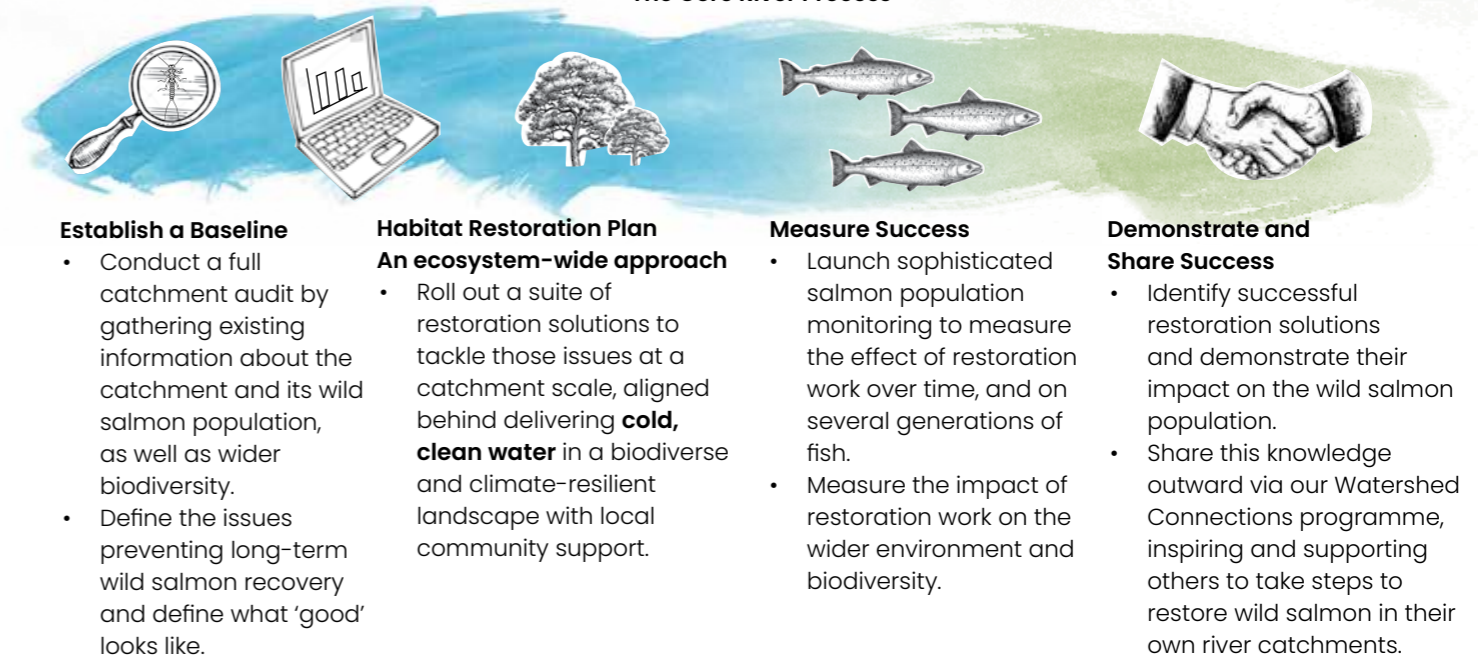 The Core River Process
Establish a Baseline
• Conduct a full
catchment audit by
gathering existing
information about the
catchment and its wild
salmon population,
as well as wider
biodiversity.
• Define the issues
preventing long-term
wild salmon recovery
and define what ‘good’
looks like.
Habitat Restoration Plan
An ecosystem-wide approach
• Roll out a suite of
restoration solutions to
tackle those issues at a
catchment scale, aligned
behind delivering cold,
clean water in a biodiverse
and climate-resilient
landscape with local
community support.
Measure Success
• Launch sophisticated
salmon population
monitoring to measure
the effect of restoration
work over time, and on
several generations of
fish.
• Measure the impact of
restoration work on the
wider environment and
biodiversity.
Demonstrate and
Share Success
• Identify successful
restoration solutions
and demonstrate their
impact on the wild salmon
population.
• Share this knowledge
outward via our Watershed
Connections programme,
inspiring and supporting
others to take steps to
restore wild salmon in their
own river catchments.